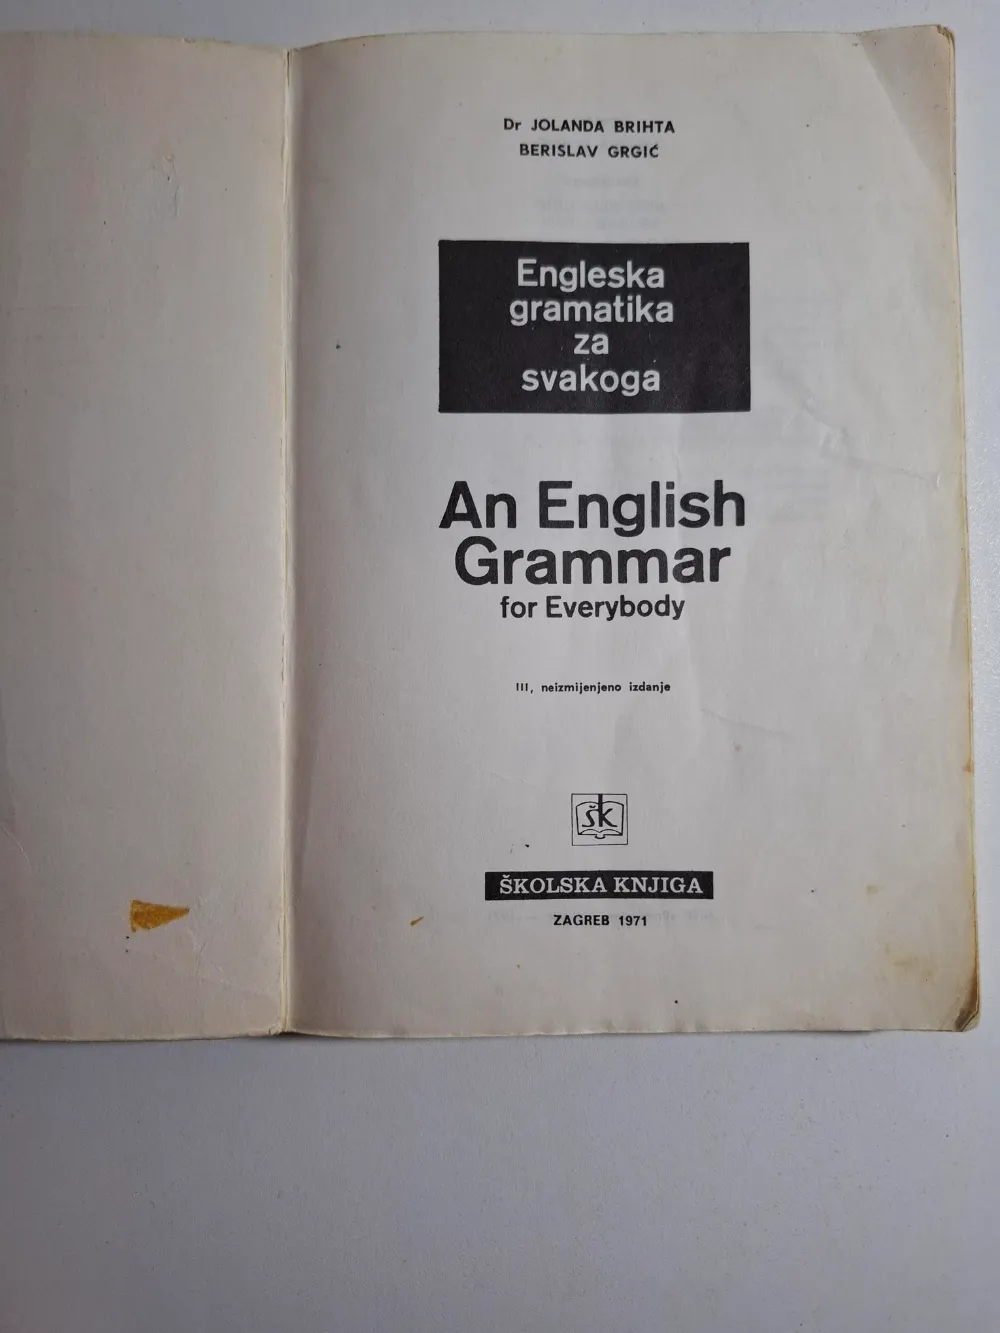 Dr JOLANDA BRIHTA
BERISLAV GRGIĆ
Engleska
gramatika
za
svakoga
An English
Grammar
for Everybody
III, neizmijenjeno izdanje
ŠK
ŠKOLSKA KNJIGA
ZAGREB 1971